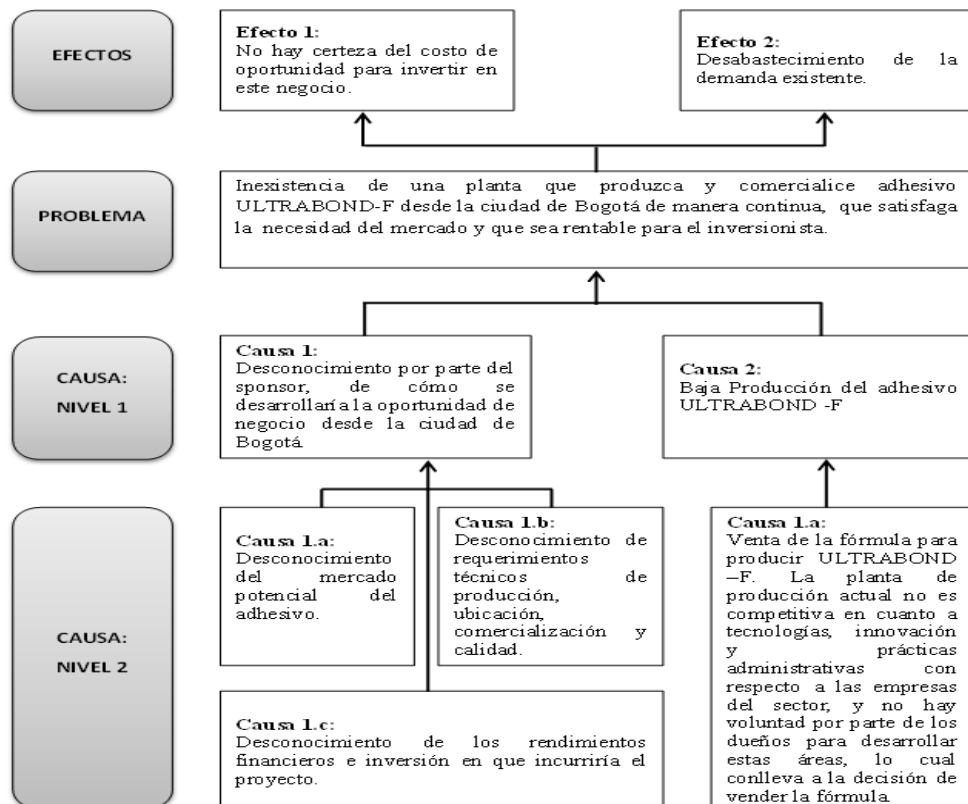 EFECTOS
Efecto 1:
No hay certeza del costo de
oportunidad para invertir en
este negocio.
Efecto 2:
Desabastecimiento de la
demanda existente.
PROBLEMA
Inexistencia de una planta que produzca y comercialice adhesivo
ULTRABOND-F desde la ciudad de Bogotá de manera continua, que satisfaga
la necesidad del mercado y que sea rentable para el inversionista.
CAUSA:
NIVEL 1
Causa 1:
Desconocimiento por parte del
sponsor, de cómo se
desarrollaría la oportunidad de
negocio desde la ciudad de
Bogotá
Causa 2:
Baja Producción del adhesivo
ULTRABOND -F
CAUSA:
NIVEL 2
Causa 1.a:
Desconocimiento
del mercado
potencial del
adhesivo.
Causa 1.b:
Desconocimiento de
requerimientos
técnicos de
producción,
ubicación,
comercialización y
calidad.
Causa 1.c:
Desconocimiento de los rendimientos
financieros e inversión en que incurriría el
proyecto.
Causa 1.a:
Venta de la fórmula para
producir ULTRABOND
–F. La planta de
producción actual no es
competitiva en cuanto a
tecnologías, innovación
y prácticas
administrativas con
respecto a las empresas
del sector, y no hay
voluntad por parte de los
dueños para desarrollar
estas áreas, lo cual
conlleva a la decisión de
vender la fórmula.